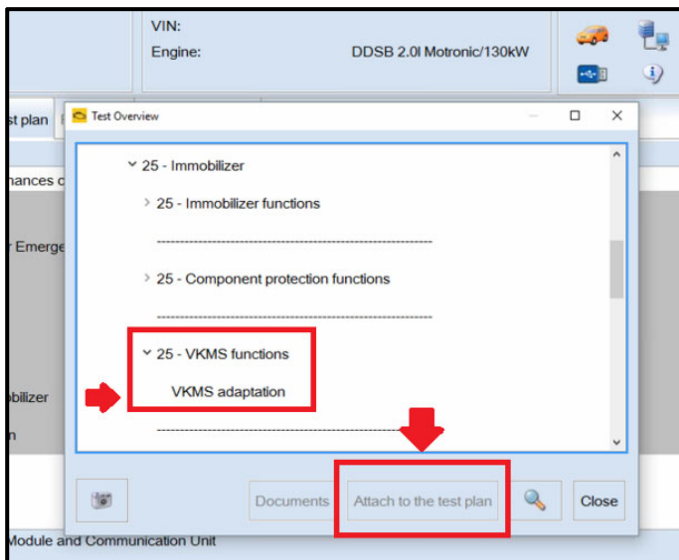 VIN:
Engine: DDSB 2.0l Motronic/130kW
st plan
Test Overview
25 - Immobilizer
hances c
25 - Immobilizer functions
r Emerge
25 - Component protection functions
25 - VKMS functions
VKMS adaptation
obilizer
n
Documents Attach to the test plan Close
Module and Communication Unit